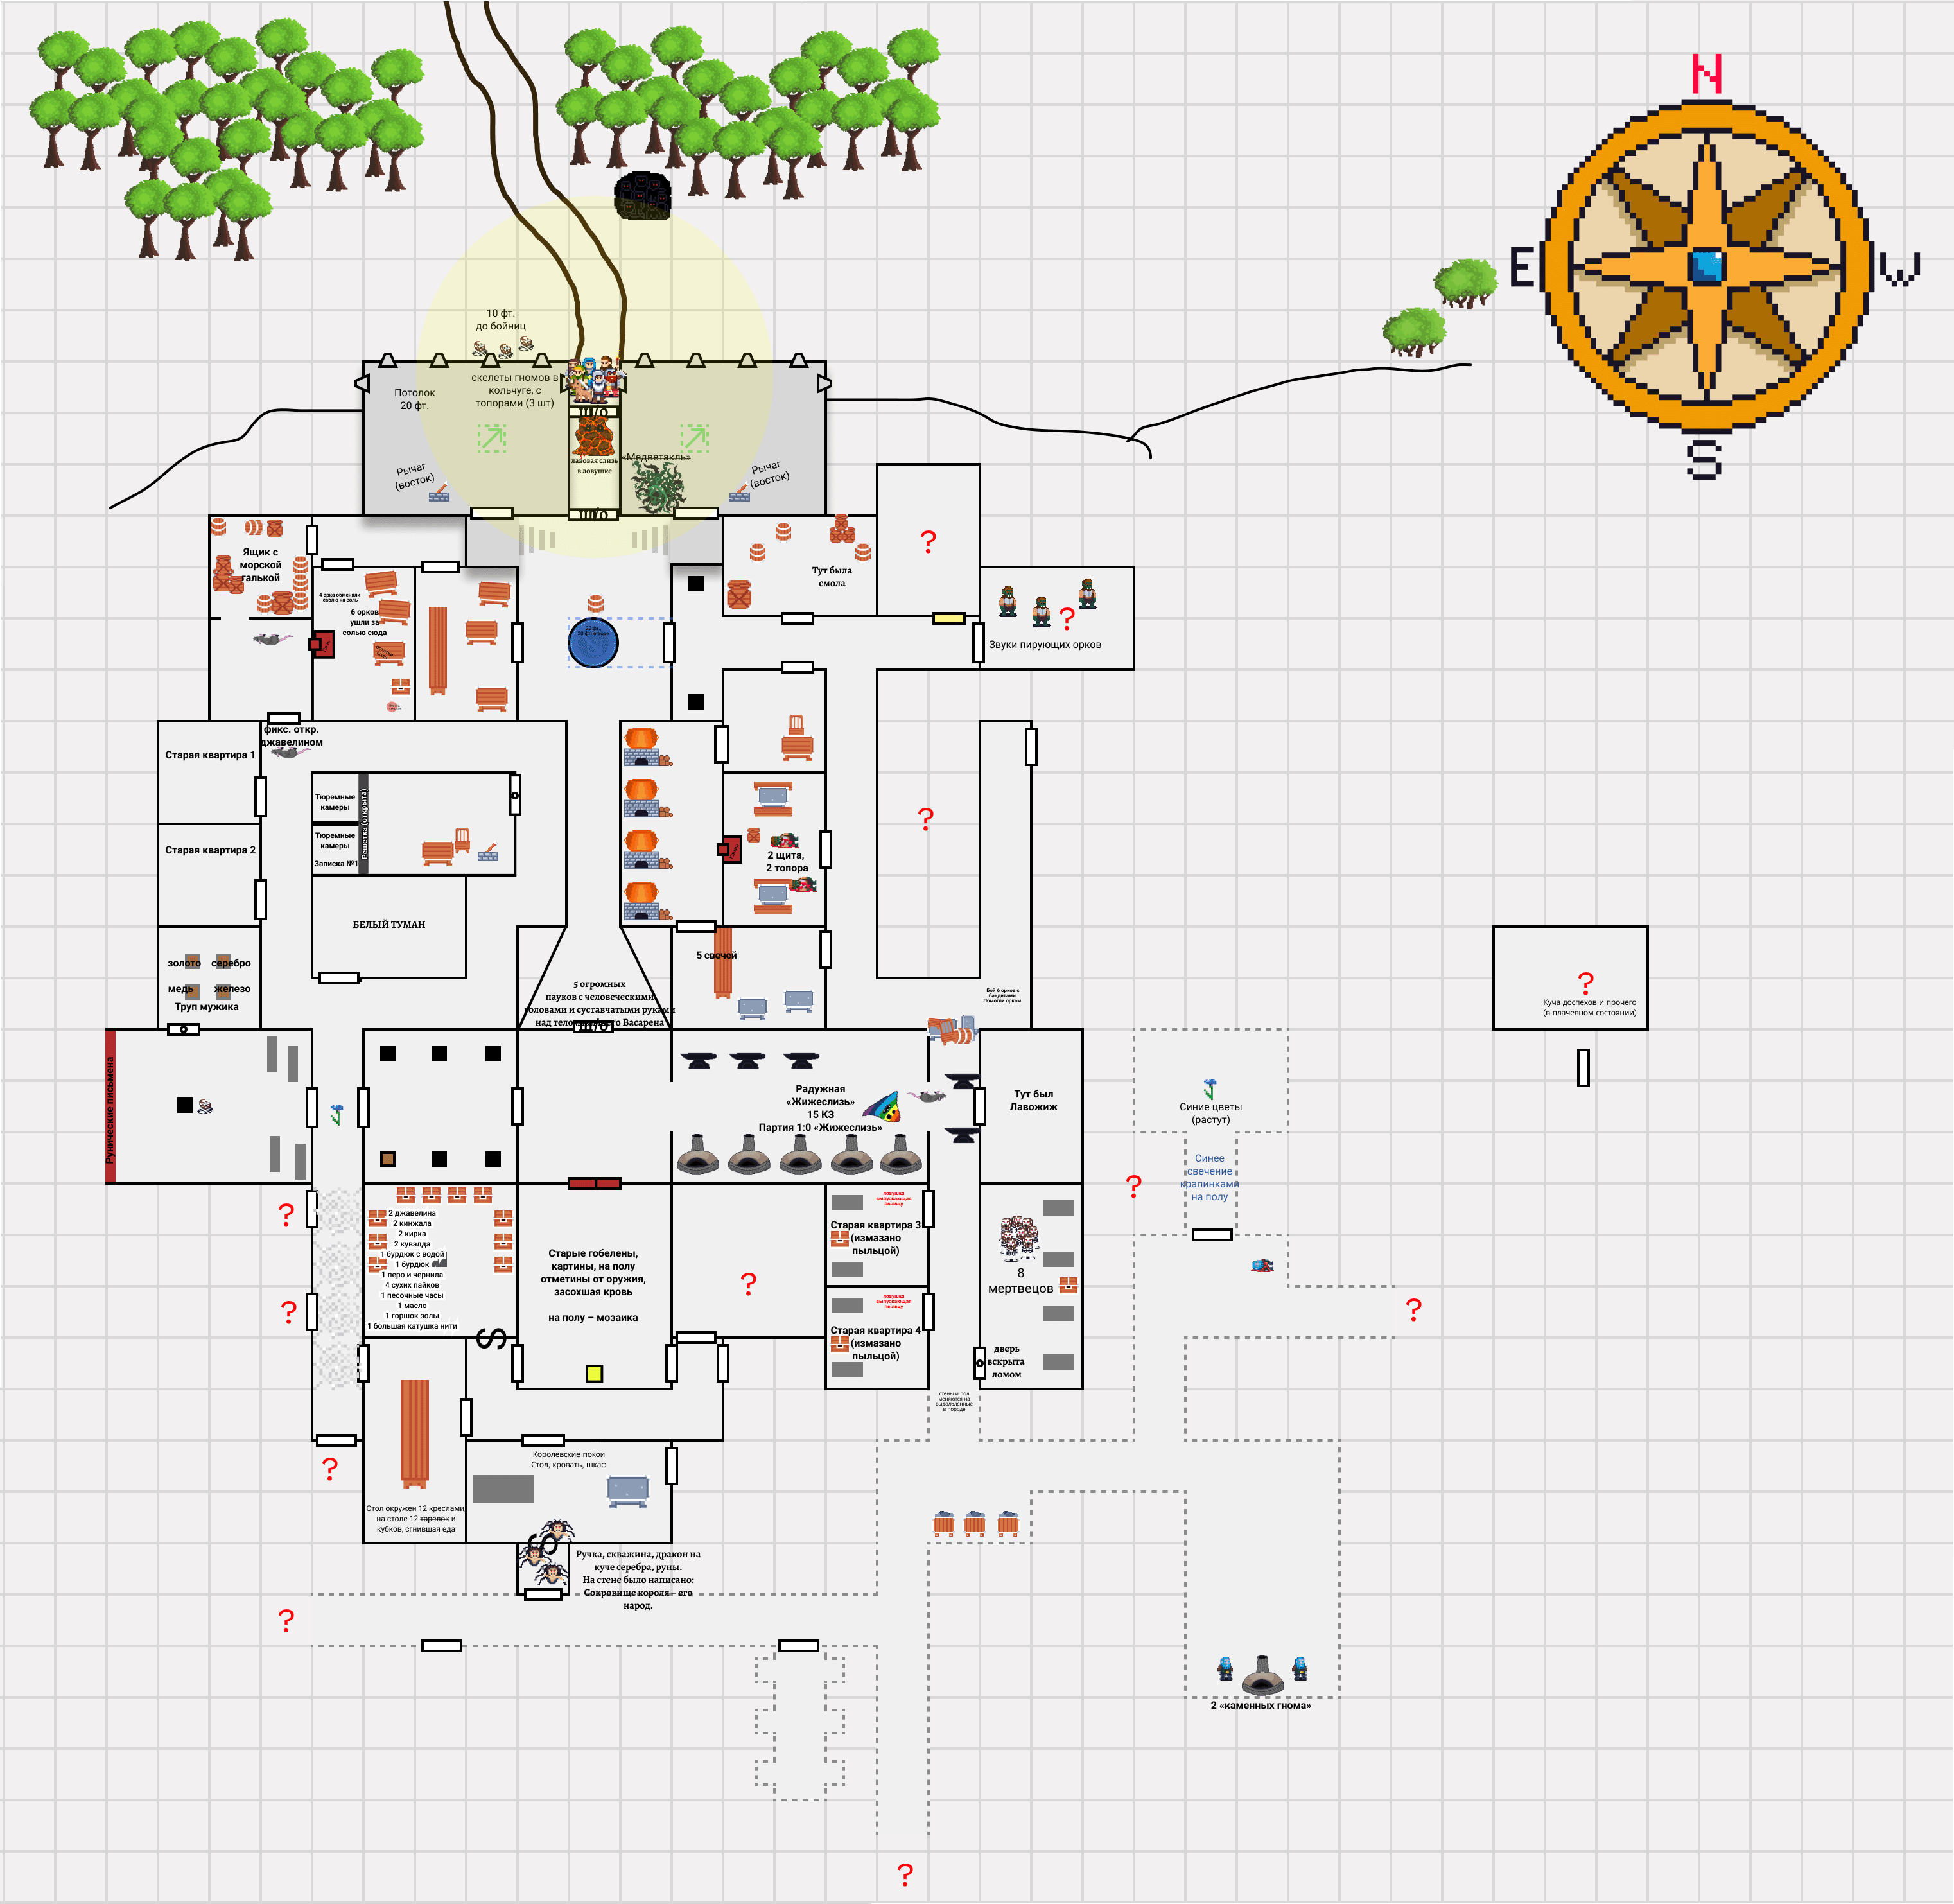 N
E
W
S
10 фт.
до бойниц
Потолок
20 фт.
скелеты гномов в
кольчуге, с
топорами (3 шт)
Ш/О
лавовая слизь
в ловушке
«Медветакль»
Рычаг
(восток)
Рычаг
(восток)
Ш/О
Ящик с
морской
галькой
4 орка обменяли
саблю на соль
6 орков
ушли за
солью сюда
Тут была
смола
?
?
Звуки пирующих орков
фикс. откр.
джавелином
Старая квартира 1
Старая квартира 2
Тюремные
камеры
Тюремные
камеры
Записка №1
Решетка (открыта)
БЕЛЫЙ ТУМАН
2 щита,
2 топора
?
5 свечей
золото серебро
медь железо
Труп мужика
5 огромных
пауков с человеческими
головами и суставчатыми руками
над телом
го Васарена
Ш/О
Бой 6 орков с
бандитами.
Помогли оркам.
?
Куча доспехов и прочего
(в плачевном состоянии)
Рунические письмена
Радужная
«Жижеслизь»
15 КЗ
Партия 1:0 «Жижеслизь»
Тут был
Лавожиж
Синие цветы
(растут)
Синее
свечение
крапинками
на полу
?
?
?
2 джавелина
2 кинжала
2 кирка
2 кувалда
1 бурдюк с водой
1 бурдюк
1 перо и чернила
4 сухих пайков
1 песочные часы
1 масло
1 горшок золы
1 большая катушка нити
Старые гобелены,
картины, на полу
отметины от оружия,
засохшая кровь
на полу – мозаика
?
ловушка
выпускающая
пыльцу
Старая квартира 3
(измазано
пыльцой)
ловушка
выпускающая
пыльцу
Старая квартира 4
(измазано
пыльцой)
8
мертвецов
дверь
вскрыта
ломом
?
S
стены и пол
меняются на
выдолбленные
в породе
?
Королевские покои
Стол, кровать, шкаф
Стол окружен 12 креслами
на столе 12 тарелок и
кубков, сгнившая еда
S
Ручка, скважина, дракон на
куче серебра, руны.
На стене было написано:
Сокровище короля – его
народ.
?
2 «каменных гнома»
?